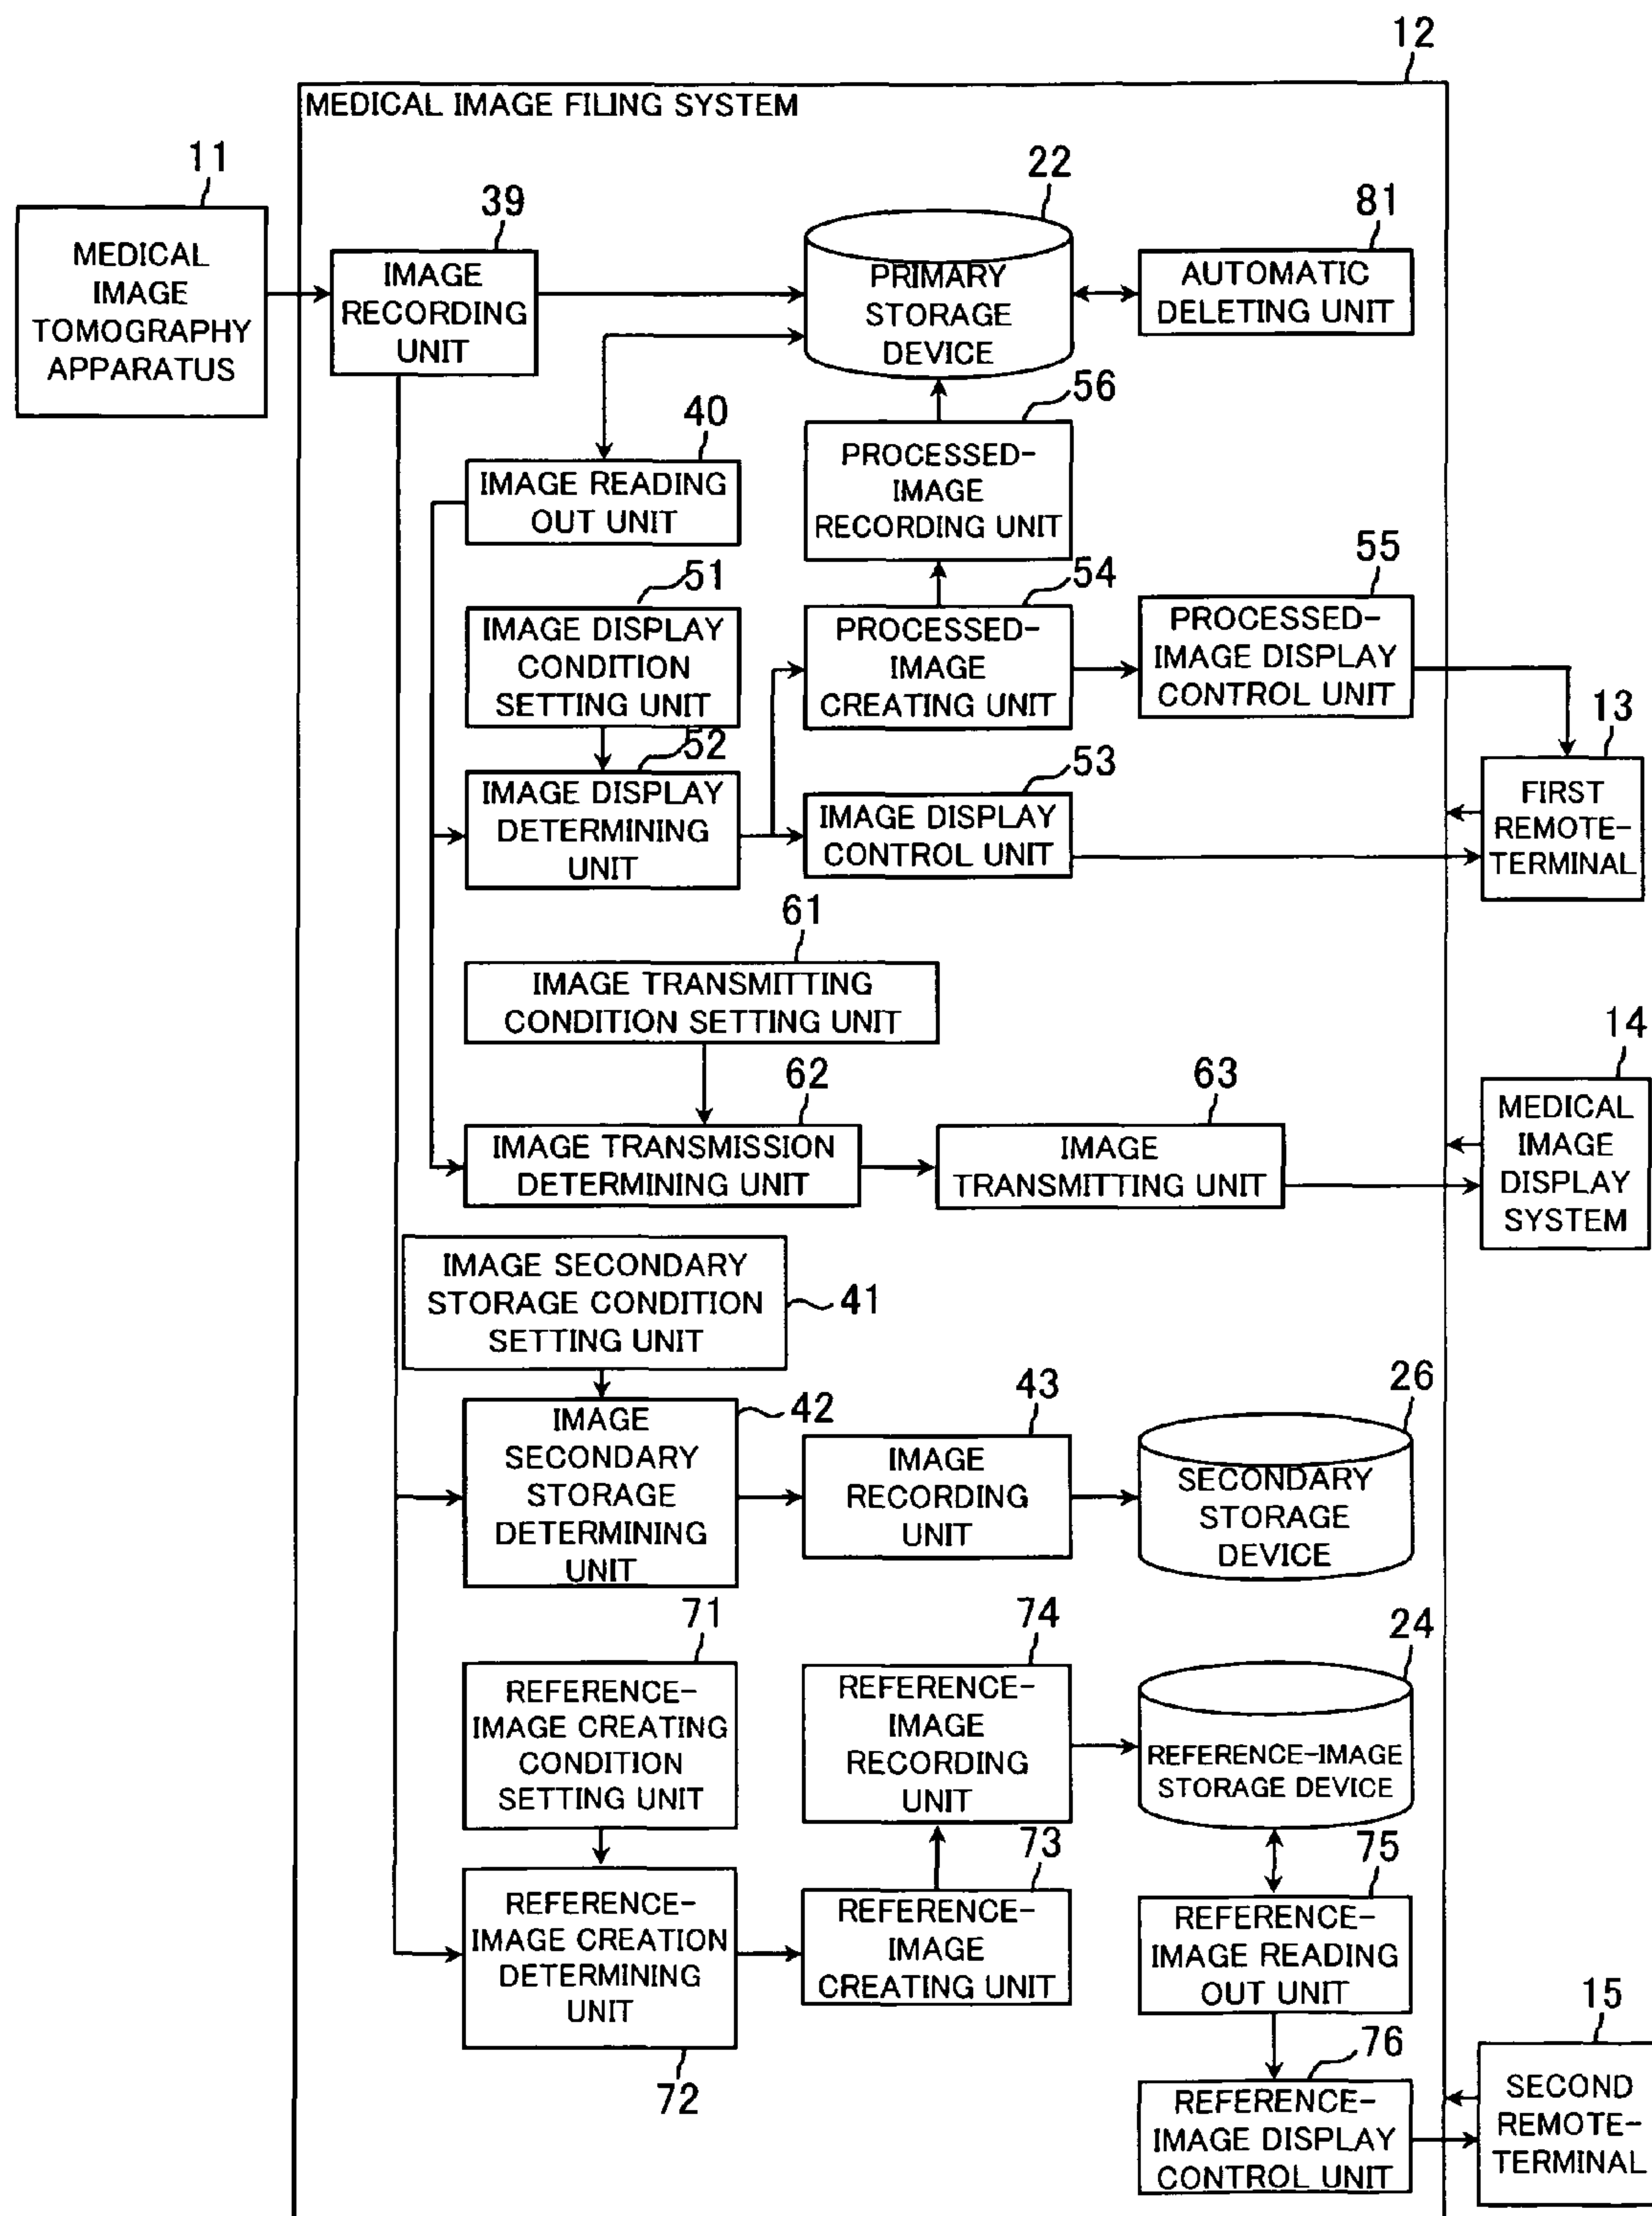 12
MEDICAL IMAGE FILING SYSTEM
11
MEDICAL
IMAGE
TOMOGRAPHY
APPARATUS
39
IMAGE
RECORDING
UNIT
22
PRIMARY
STORAGE
DEVICE
81
AUTOMATIC
DELETING UNIT
40
IMAGE READING
OUT UNIT
56
PROCESSED-
IMAGE
RECORDING UNIT
51
IMAGE DISPLAY
CONDITION
SETTING UNIT
54
PROCESSED-
IMAGE
CREATING UNIT
55
PROCESSED-
IMAGE DISPLAY
CONTROL UNIT
13
FIRST
REMOTE-
TERMINAL
52
IMAGE DISPLAY
DETERMINING
UNIT
53
IMAGE DISPLAY
CONTROL UNIT
61
IMAGE TRANSMITTING
CONDITION SETTING UNIT
62
IMAGE TRANSMISSION
DETERMINING UNIT
63
IMAGE
TRANSMITTING UNIT
14
MEDICAL
IMAGE
DISPLAY
SYSTEM
IMAGE SECONDARY
STORAGE CONDITION
SETTING UNIT
41
IMAGE
SECONDARY
STORAGE
DETERMINING
UNIT
42
43
IMAGE
RECORDING
UNIT
26
SECONDARY
STORAGE
DEVICE
71
REFERENCE-
IMAGE CREATING
CONDITION
SETTING UNIT
74
REFERENCE-
IMAGE
RECORDING
UNIT
24
REFERENCE-IMAGE
STORAGE DEVICE
REFERENCE-
IMAGE CREATION
DETERMINING
UNIT
72
73
REFERENCE-
IMAGE
CREATING UNIT
75
REFERENCE-
IMAGE READING
OUT UNIT
76
REFERENCE-
IMAGE DISPLAY
CONTROL UNIT
15
SECOND
REMOTE-
TERMINAL